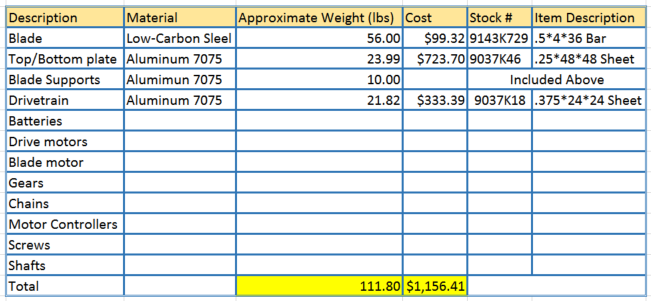 Description Material Approximate Weight (lbs) Cost Stock # Item Description
Blade Low-Carbon Sleel 56.00 $99.32 9143K729 .5*4*36 Bar
Top/Bottom plate Aluminum 7075 23.99 $723.70 9037K46 .25*48*48 Sheet
Blade Supports Alumimun 7075 10.00 Included Above
Drivetrain Aluminum 7075 21.82 $333.39 9037K18 .375*24*24 Sheet
Batteries
Drive motors
Blade motor
Gears
Chains
Motor Controllers
Screws
Shafts
Total 111.80 $1,156.41